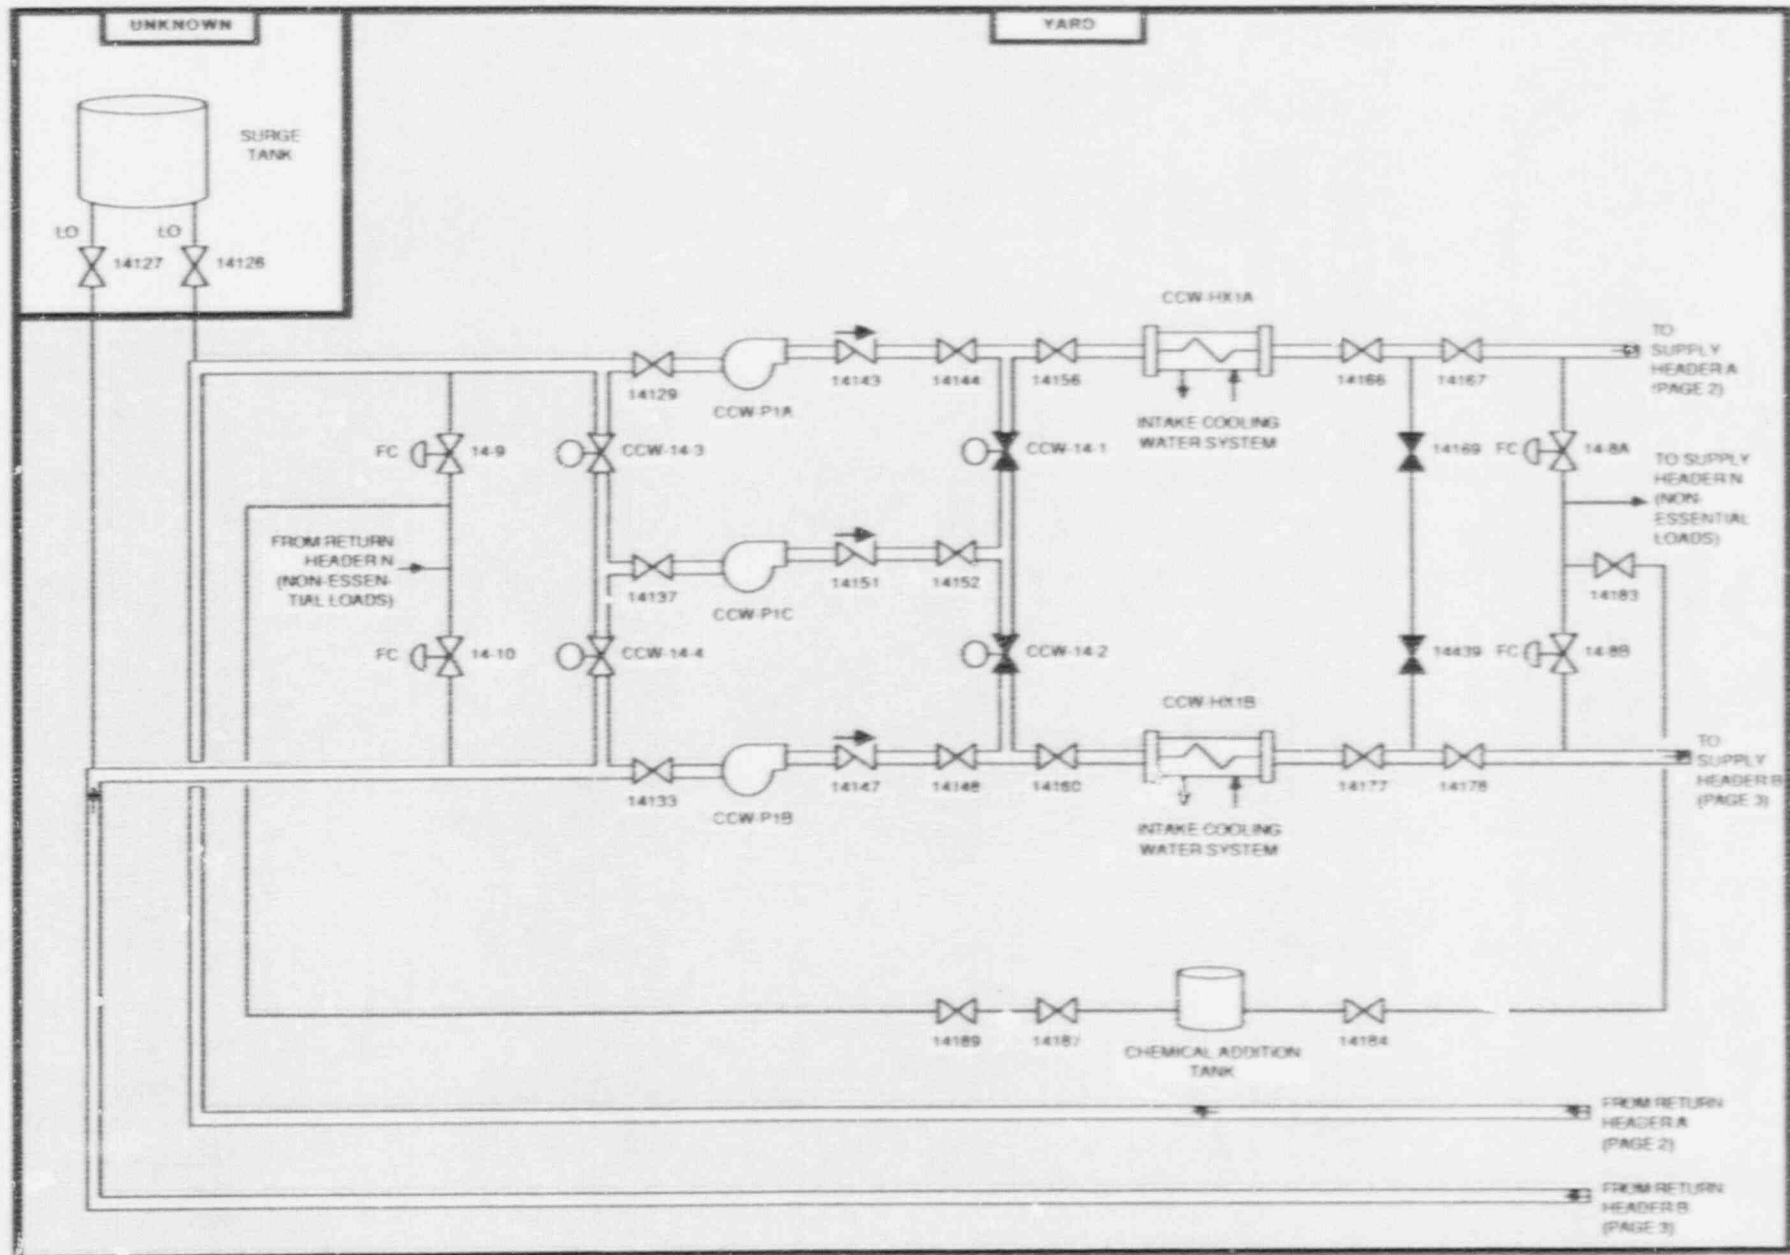 UNKNOWN
YARD
SURGE
TANK
LO
LO
14127
14126
CCW-HX1A
TO
SUPPLY
HEADER A
(PAGE 2)
14129
CCW-P1A
14143
14144
14156
INTAKE COOLING
WATER SYSTEM
14166
14167
FC
14-9
CCW-14-3
CCW-14-1
14169
FC
14-8A
TO SUPPLY
HEADER N
(NON-
ESSENTIAL
LOADS)
FROM RETURN
HEADER N
(NON-ESSEN-
TIAL LOADS)
14137
CCW-P1C
14151
14152
14183
FC
14-10
CCW-14-4
CCW-14-2
14439
FC
14-8B
CCW-HX1B
TO
SUPPLY
HEADER B
(PAGE 3)
14133
CCW-P1B
14147
14148
14160
INTAKE COOLING
WATER SYSTEM
14177
14178
14189
14187
CHEMICAL ADDITION
TANK
14184
FROM RETURN
HEADER A
(PAGE 2)
FROM RETURN
HEADER B
(PAGE 3)